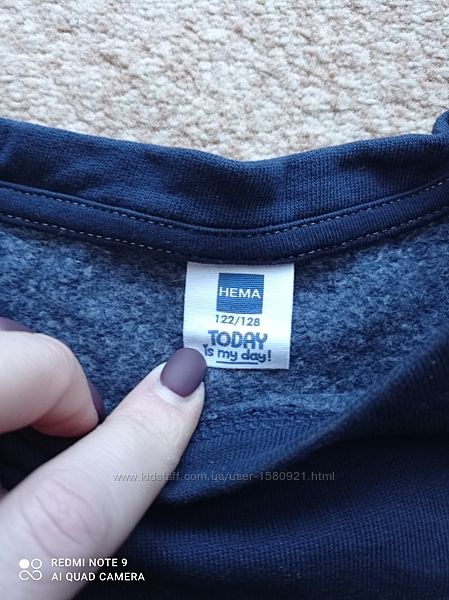 HEMA
122/128
TODAY
is my day!
www.kidstaff.com.ua/user-1580921.html
REDMI NOTE 9
AI QUAD CAMERA